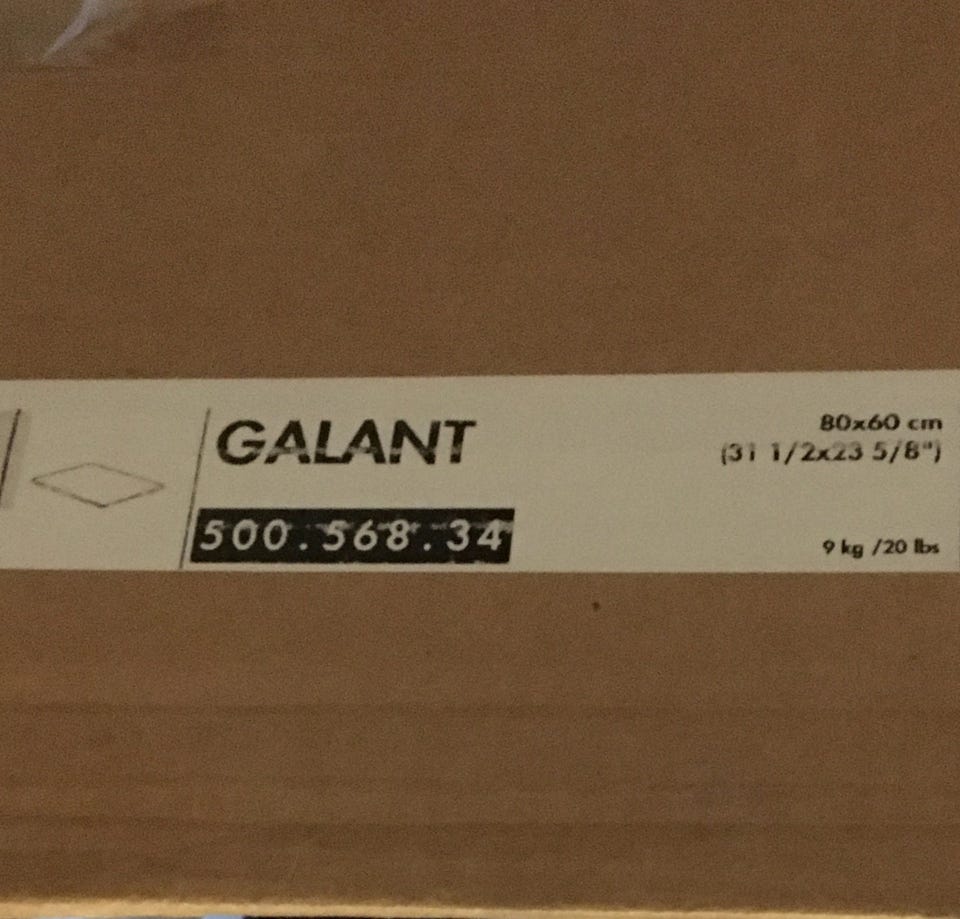 GALANT
500.568.34
80x60 cm
(31 1/2x23 5/8")
9 kg /20 lbs